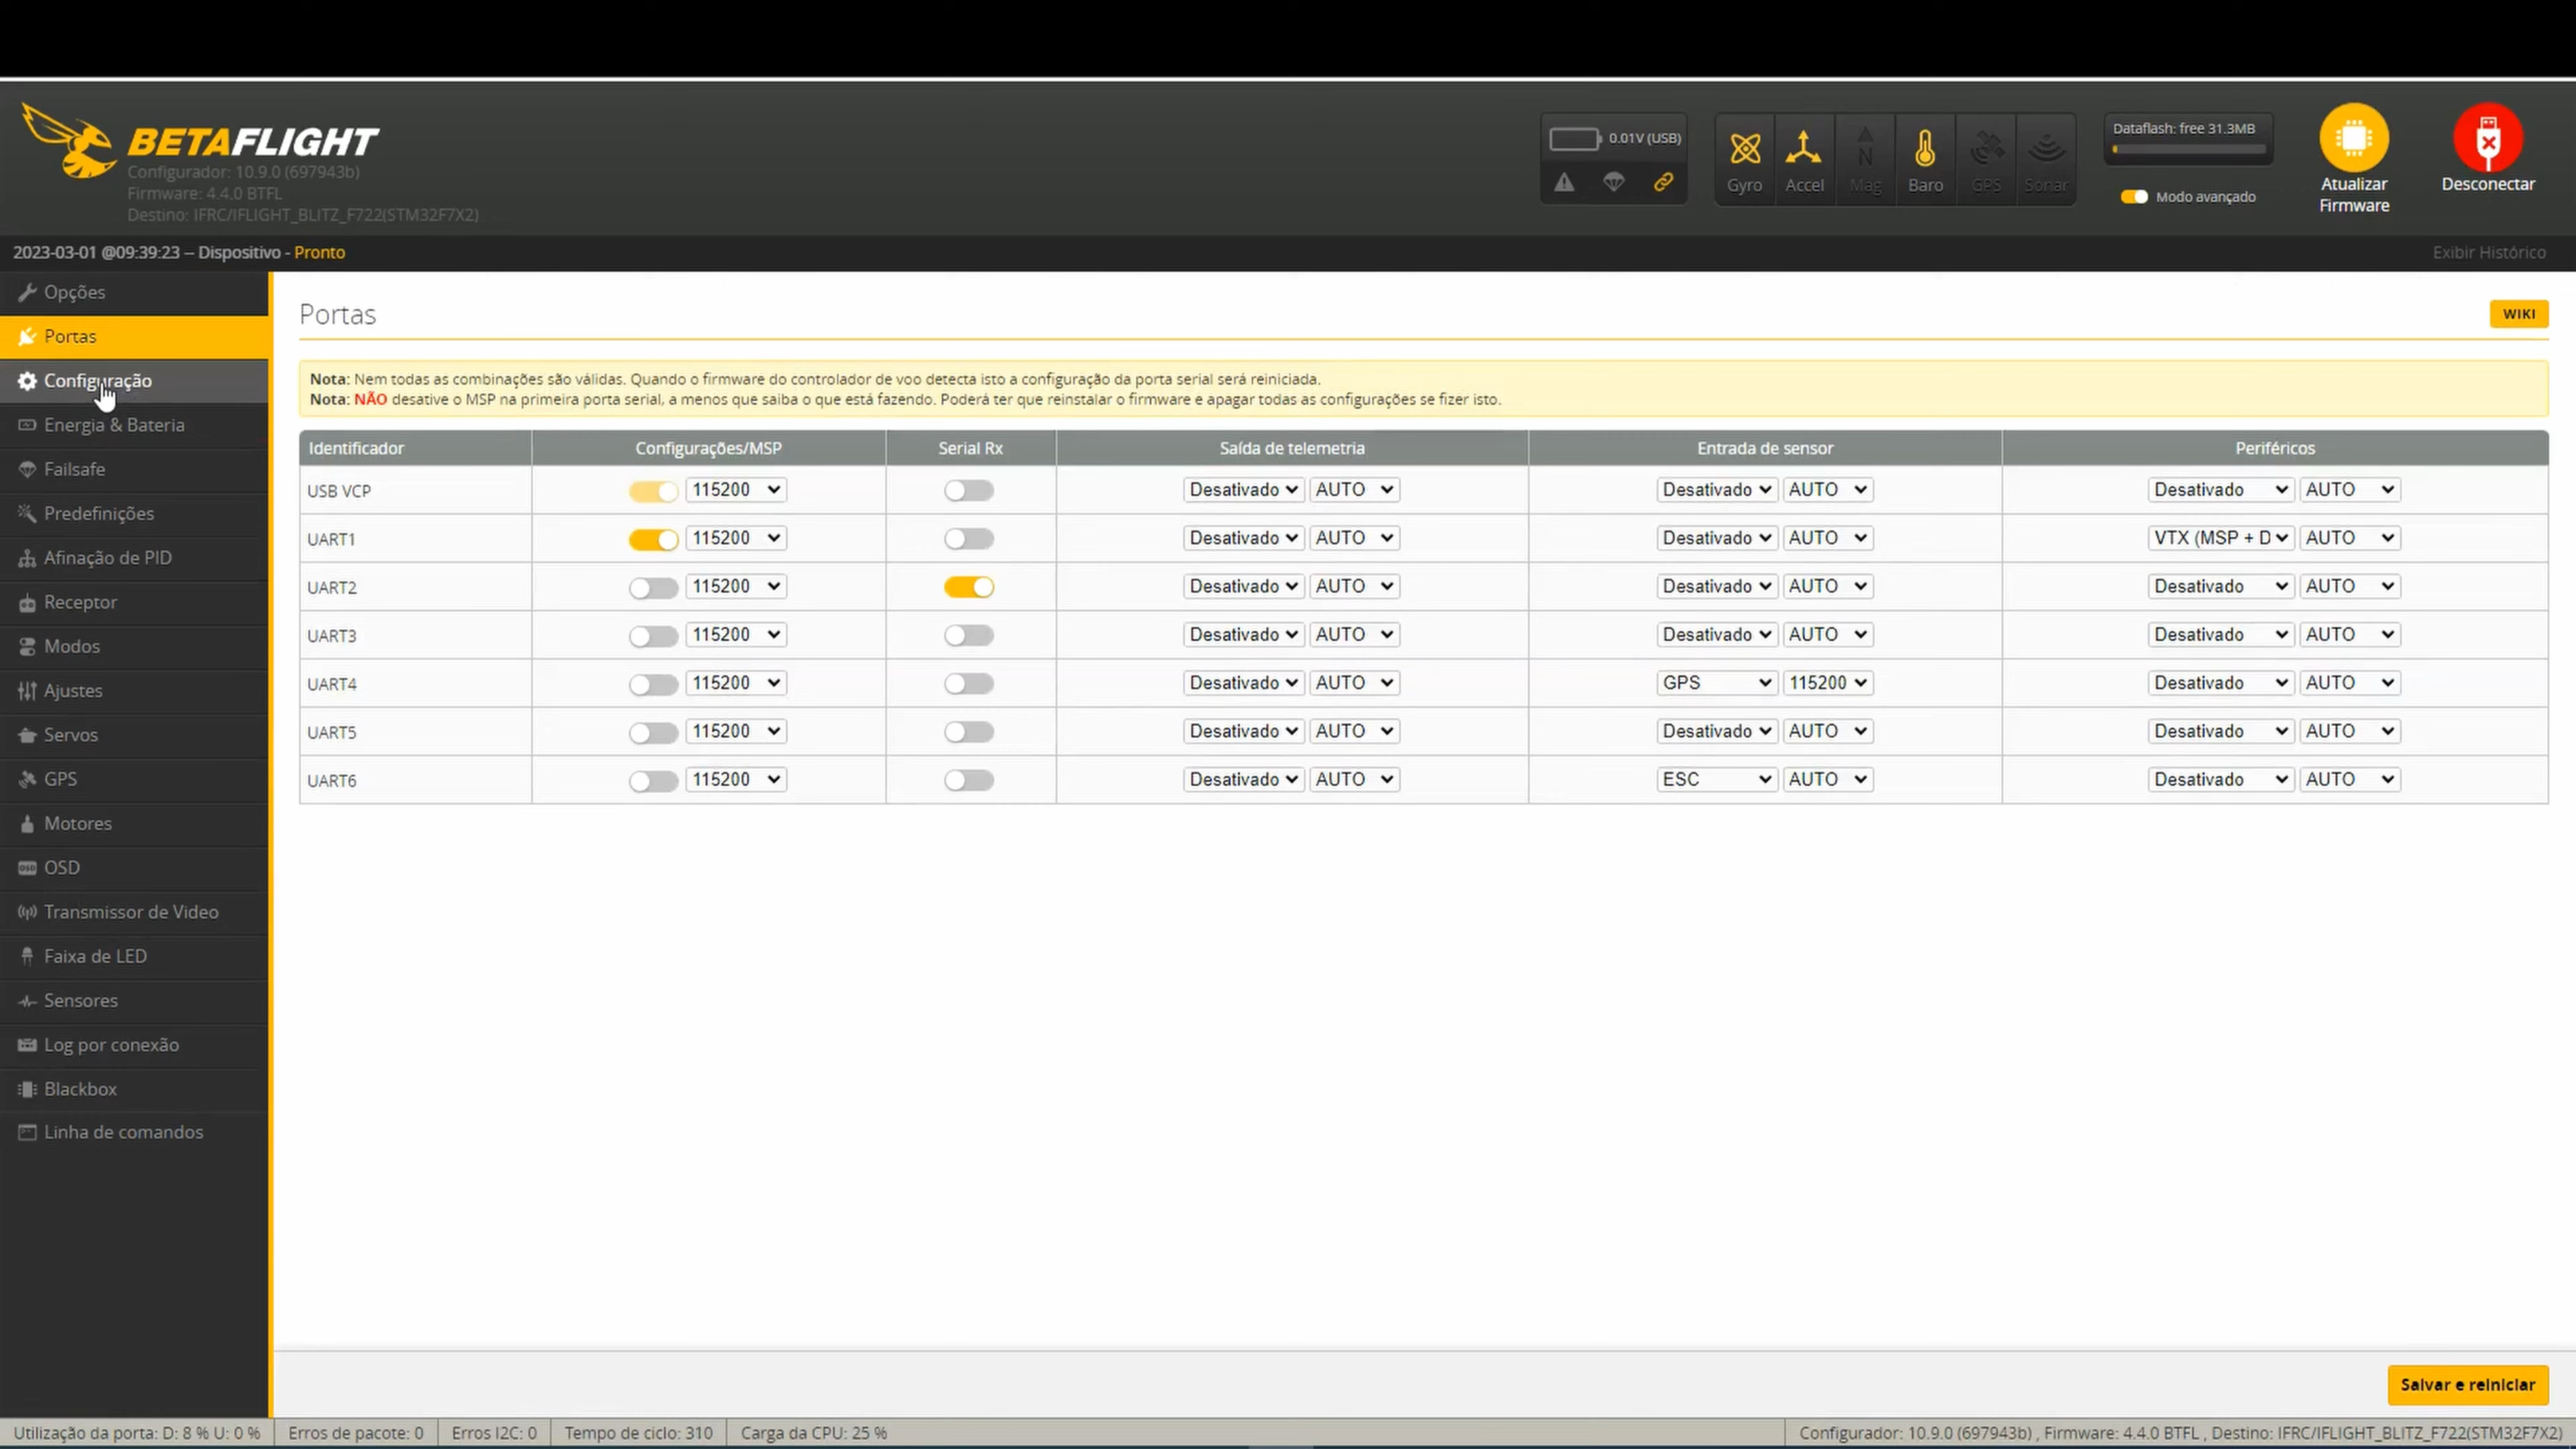 BETAFLIGHT
Configurador: 10.9.0 (697943b)
Firmware: 4.4.0 BTFL
Destino: IFRC/IFLIGHT_BLITZ_F722(STM32F7X2)
0.01V (USB)
Gyro Accel Mag Baro GPS Sonar
Dataflash: free 31.3MB
Modo avançado
Atualizar
Firmware
Desconectar
2023-03-01 @09:39:23 -- Dispositivo - Pronto
Exibir Histórico
Opções
Portas
Configuração
Energia & Bateria
Failsafe
Predefinições
Afinação de PID
Receptor
Modos
Ajustes
Servos
GPS
Motores
OSD
Transmissor de Video
Faixa de LED
Sensores
Log por conexão
Blackbox
Linha de comandos
Portas
WIKI
Nota: Nem todas as combinações são válidas. Quando o firmware do controlador de voo detecta isto a configuração da porta serial será reiniciada.
Nota: NÃO desative o MSP na primeira porta serial, a menos que saiba o que está fazendo. Poderá ter que reinstalar o firmware e apagar todas as configurações se fizer isto.
Identificador Configurações/MSP Serial Rx Saída de telemetria Entrada de sensor Periféricos
USB VCP 115200 Desativado AUTO Desativado AUTO Desativado AUTO
UART1 115200 Desativado AUTO Desativado AUTO VTX (MSP + D AUTO
UART2 115200 Desativado AUTO Desativado AUTO Desativado AUTO
UART3 115200 Desativado AUTO Desativado AUTO Desativado AUTO
UART4 115200 Desativado AUTO GPS 115200 Desativado AUTO
UART5 115200 Desativado AUTO Desativado AUTO Desativado AUTO
UART6 115200 Desativado AUTO ESC AUTO Desativado AUTO
Salvar e reiniciar
Utilização da porta: D: 8 % U: 0 % Erros de pacote: 0 Erros I2C: 0 Tempo de ciclo: 310 Carga da CPU: 25 % Configurador: 10.9.0 (697943b) , Firmware: 4.4.0 BTFL , Destino: IFRC/IFLIGHT_BLITZ_F722(STM32F7X2)